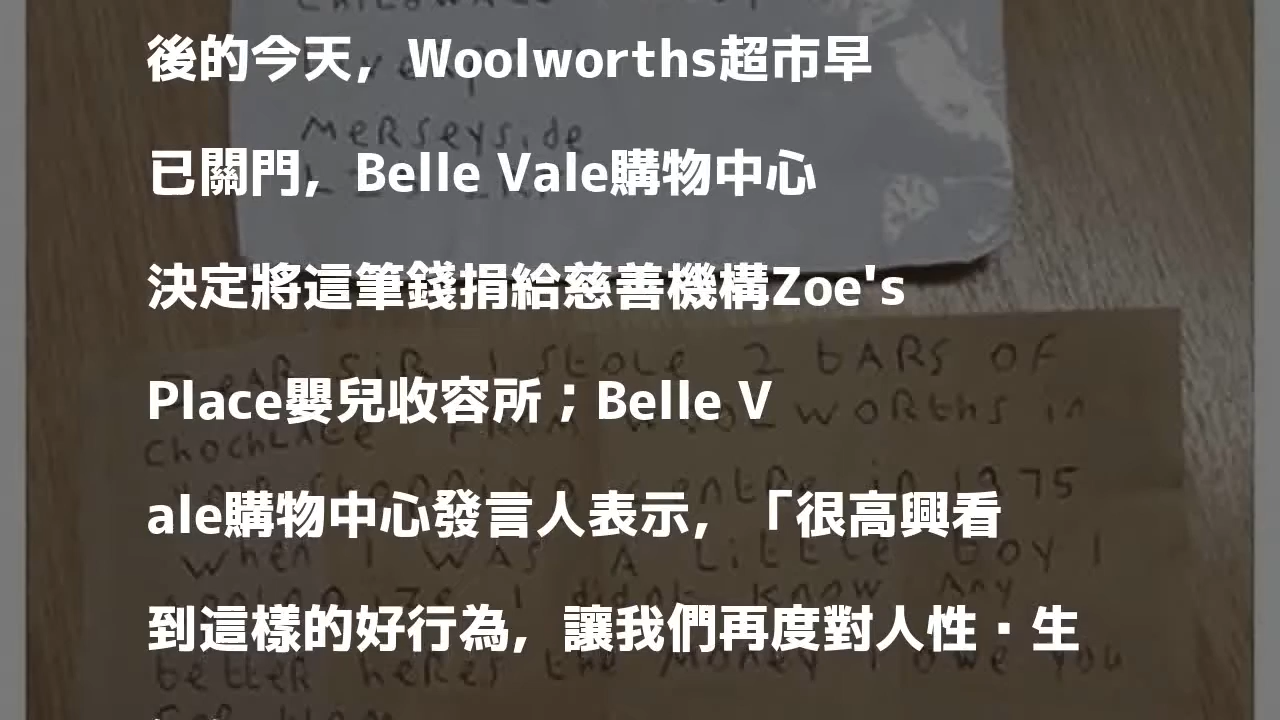 後的今天，Woolworths超市早
MERSEYSIDE
已關門，Belle Vale購物中心
決定將這筆錢捐給慈善機構Zoe's
SIR I STOLE 2 BARS OF
Place嬰兒收容所；Belle V
CHOCLATE FROM WOOLWORTHS in
ale購物中心發言人表示，「很高興看
when I WAS A LITTLE BOY I
到這樣的好行為，讓我們再度對人性·生
better heres the money I owe you